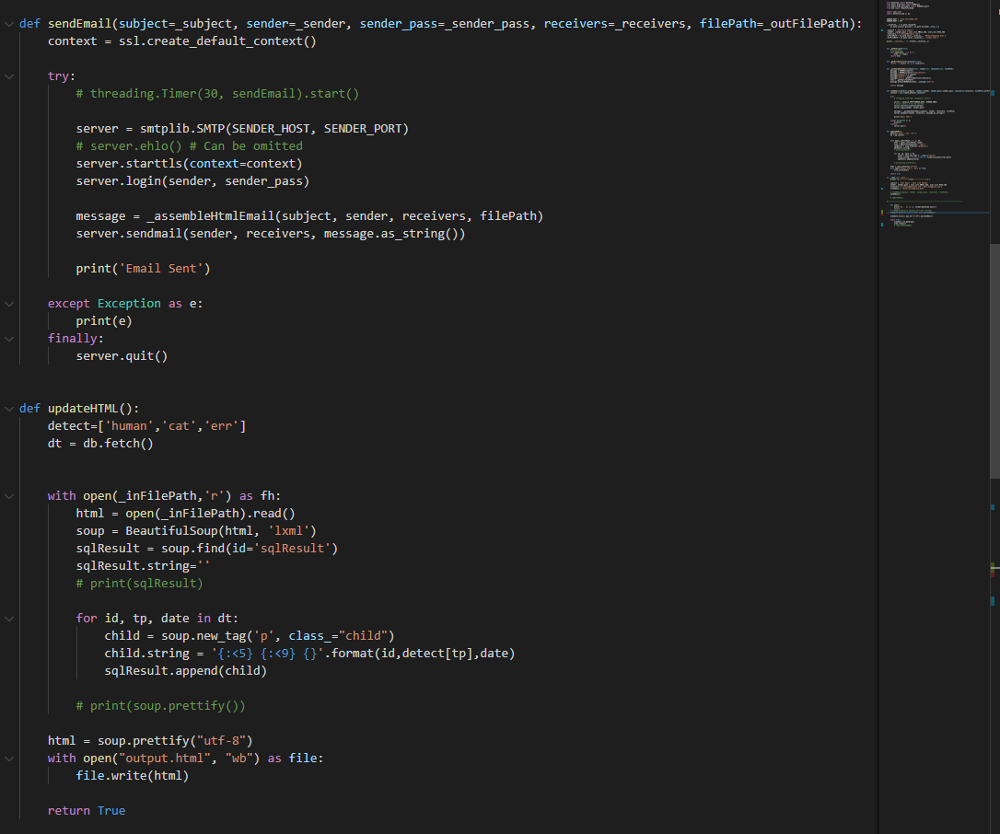 def sendEmail(subject=_subject, sender=_sender, sender_pass=_sender_pass, receivers=_receivers, filePath=_outFilePath):
    context = ssl.create_default_context()

    try:
        # threading.Timer(30, sendEmail).start()

        server = smtplib.SMTP(SENDER_HOST, SENDER_PORT)
        # server.ehlo() # Can be omitted
        server.starttls(context=context)
        server.login(sender, sender_pass)

        message = _assembleHtmlEmail(subject, sender, receivers, filePath)
        server.sendmail(sender, receivers, message.as_string())

        print('Email Sent')

    except Exception as e:
        print(e)
    finally:
        server.quit()


def updateHTML():
    detect=['human','cat','err']
    dt = db.fetch()


    with open(_inFilePath,'r') as fh:
        html = open(_inFilePath).read()
        soup = BeautifulSoup(html, 'lxml')
        sqlResult = soup.find(id='sqlResult')
        sqlResult.string=''
        # print(sqlResult)

        for id, tp, date in dt:
            child = soup.new_tag('p', class_="child")
            child.string = '{:<5} {:<9} {}'.format(id,detect[tp],date)
            sqlResult.append(child)

        # print(soup.prettify())

    html = soup.prettify("utf-8")
    with open("output.html", "wb") as file:
        file.write(html)

    return True